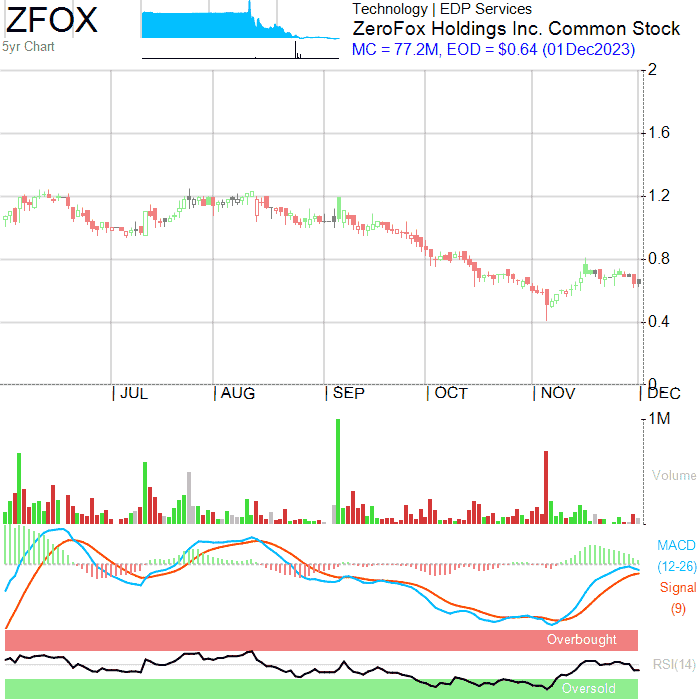 ZFOX
5yr Chart
Technology | EDP Services
ZeroFox Holdings Inc. Common Stock
MC = 77.2M, EOD = $0.64 (01Dec2023)
2
1.6
1.2
0.8
0.4
0
| JUL | AUG | SEP | OCT | NOV | DEC
1M
Volume
MACD
(12-26)
Signal
(9)
Overbought
RSI(14)
Oversold